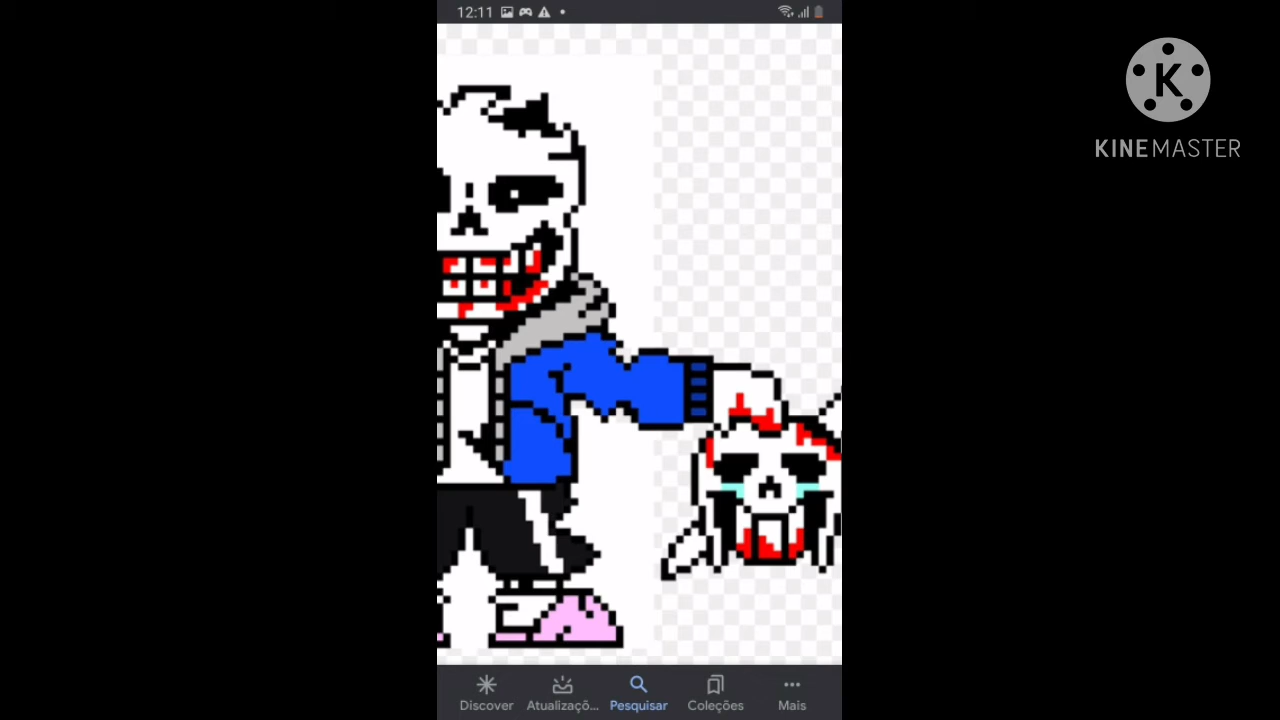 12:11
K
KINEMASTER
Discover
Atualizaçõ...
Pesquisar
Coleções
Mais